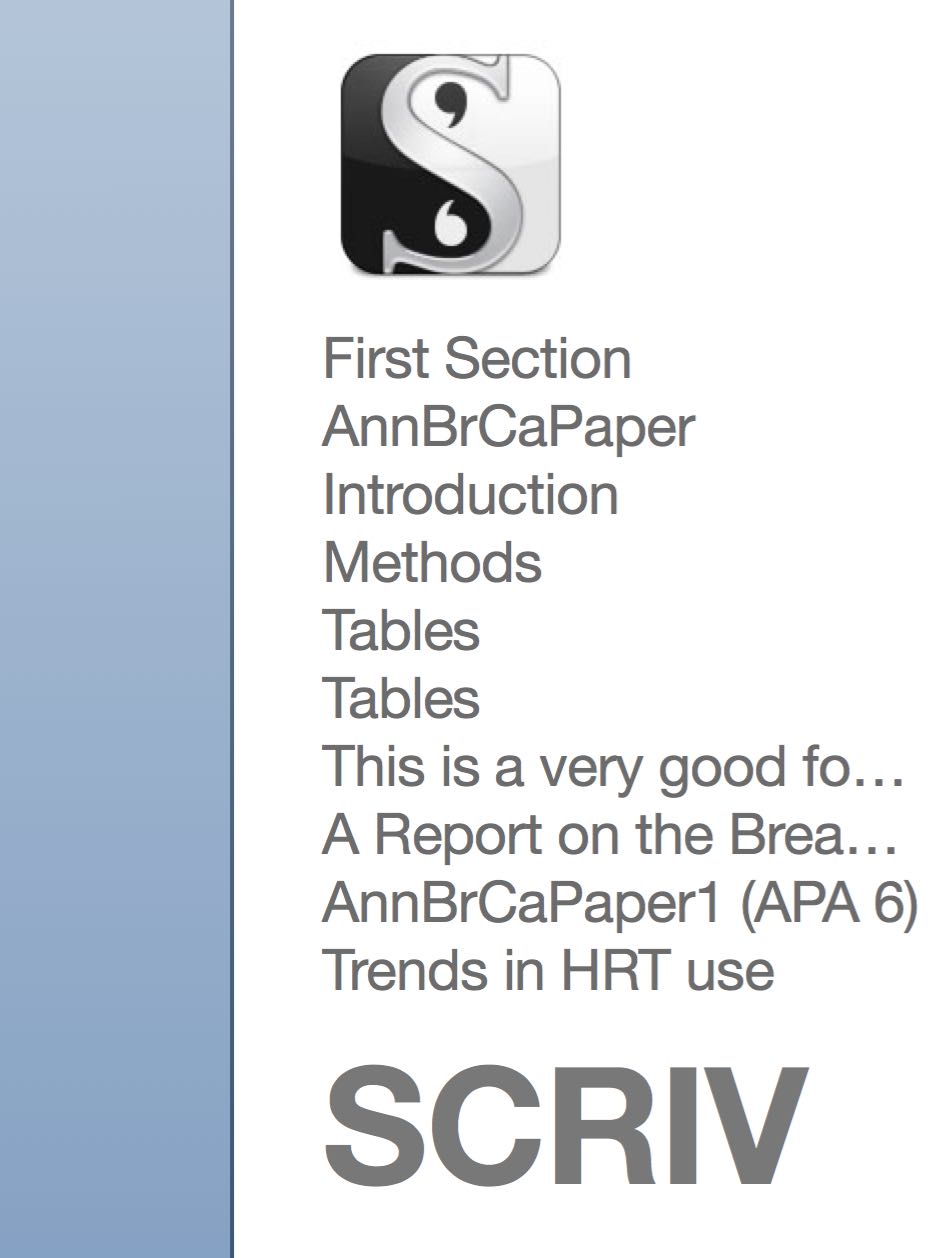 First Section
AnnBrCaPaper
Introduction
Methods
Tables
Tables
This is a very good fo…
A Report on the Brea…
AnnBrCaPaper1 (APA 6)
Trends in HRT use
SCRIV